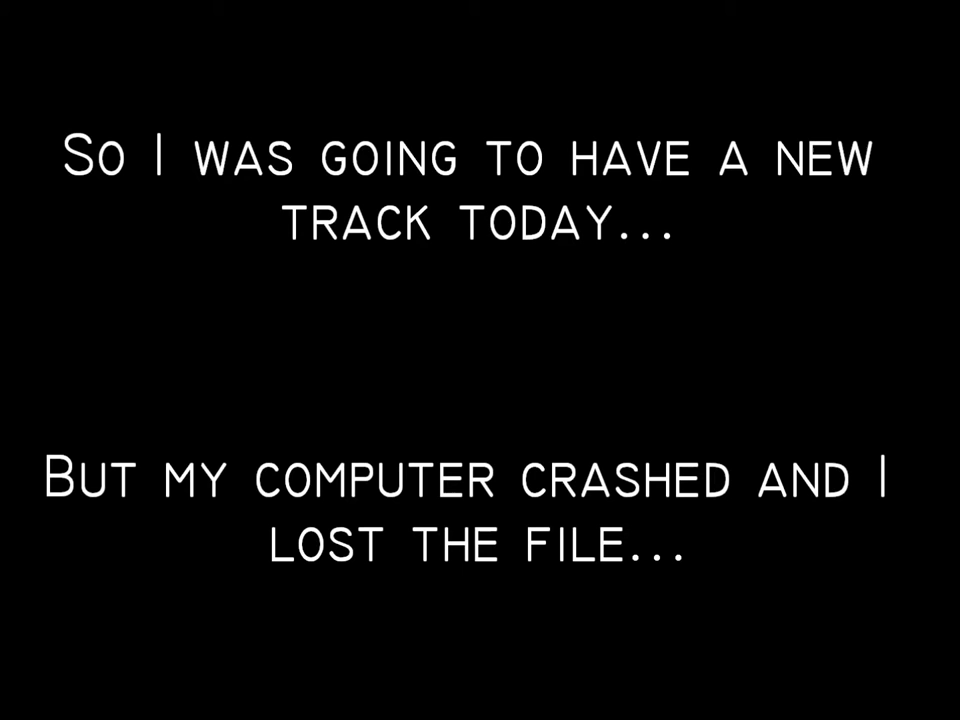 So I was going to have a new
track today...
But my computer crashed and I
lost the file...